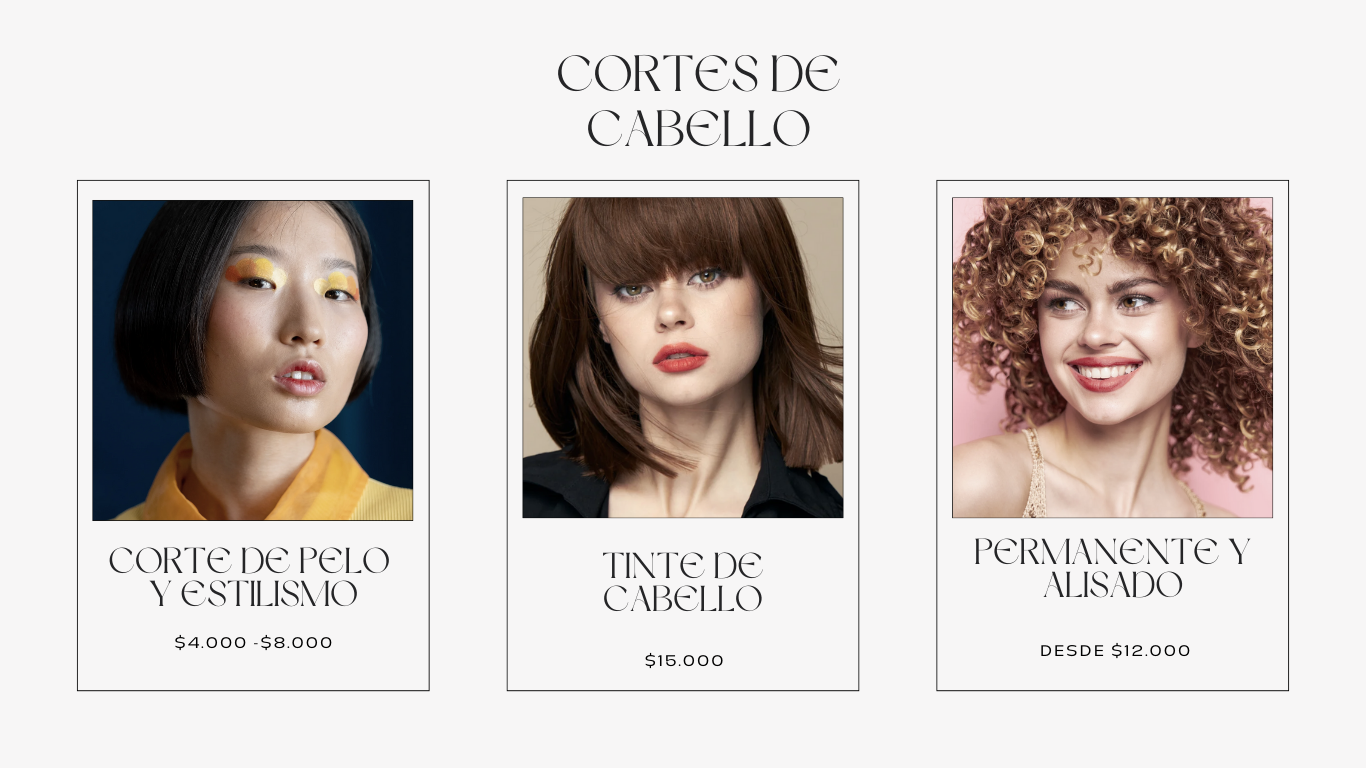 CORTES DE
CABELLO
CORTE DE PELO
Y ESTILISMO
$4.000 -$8.000
TINTE DE
CABELLO
$15.000
PERMANENTE Y
ALISADO
DESDE $12.000